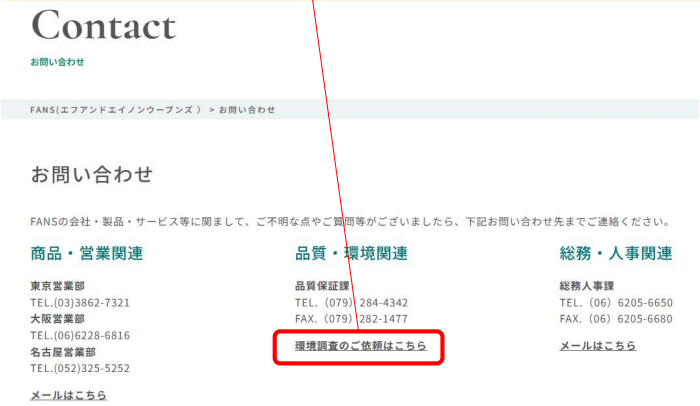 Contact
お問い合わせ
FANS(エフアンドエイノンウーブンズ ) > お問い合わせ
お問い合わせ
FANSの会社・製品・サービス等に関まして、ご不明な点やご質問等がございましたら、下記お問い合わせ先までご連絡ください。
商品・営業関連
東京営業部
TEL.(03)3862-7321
大阪営業部
TEL.(06)6228-6816
名古屋営業部
TEL.(052)325-5252
メールはこちら
品質・環境関連
品質保証課
TEL.（079）284-4342
FAX.（079）282-1477
環境調査のご依頼はこちら
総務・人事関連
総務人事課
TEL.（06）6205-6650
FAX.（06）6205-6680
メールはこちら